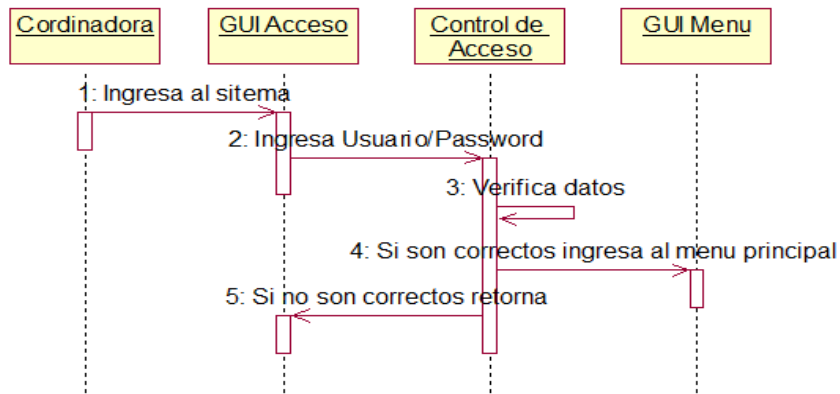 Cordinadora
GUI Acceso
Control de
Acceso
GUI Menu
1: Ingresa al sitema
2: Ingresa Usuario/Password
3: Verifica datos
4: Si son correctos ingresa al menu principal
5: Si no son correctos retorna